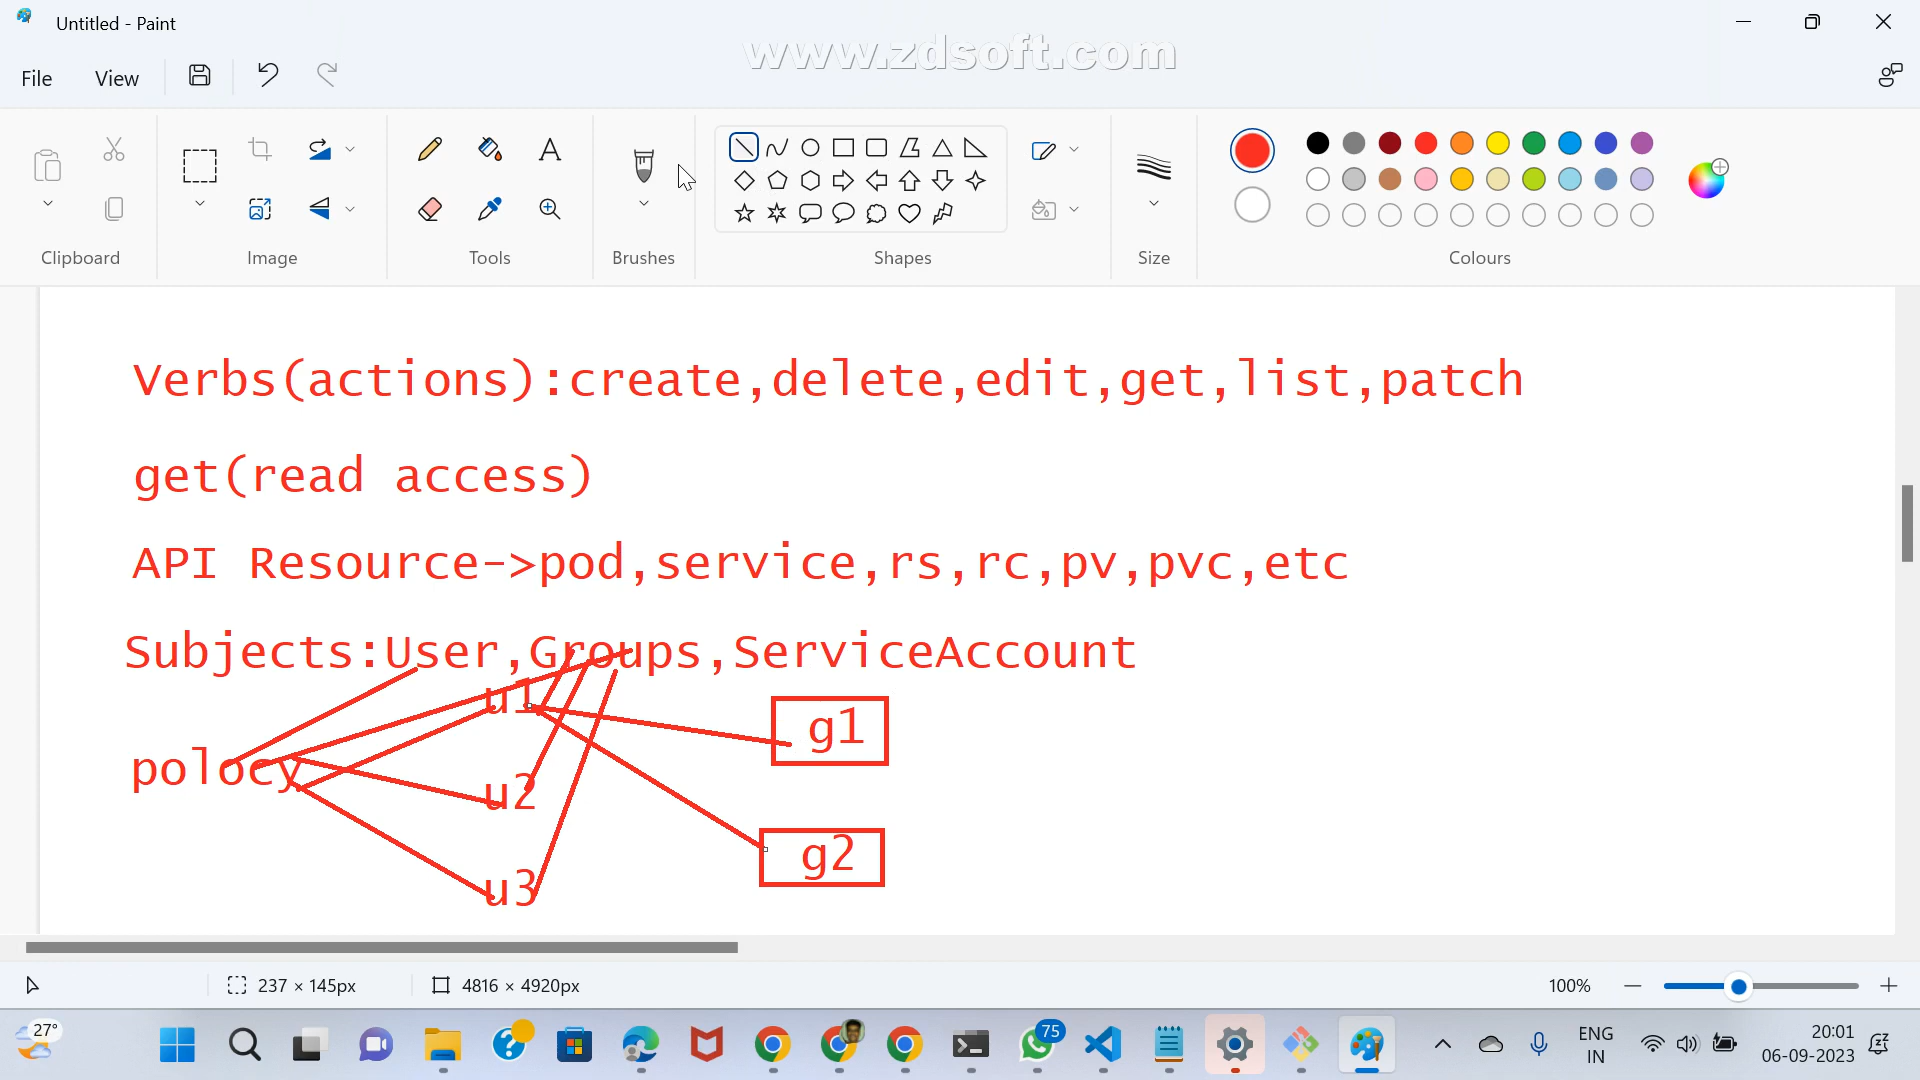 Untitled - Paint
www.zdsoft.com
File View
Clipboard Image Tools Brushes Shapes Size Colours
Verbs(actions):create,delete,edit,get,list,patch
get(read access)
API Resource->pod,service,rs,rc,pv,pvc,etc
Subjects:User,Groups,ServiceAccount
u1
g1
polocy
u2
g2
u3
237 × 145px 4816 × 4920px 100%
27°
75
ENG
IN
20:01
06-09-2023